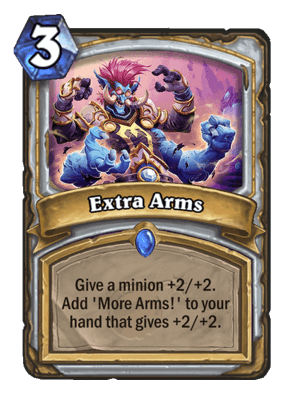 3
Extra Arms
Give a minion +2/+2.
Add 'More Arms!' to your
hand that gives +2/+2.